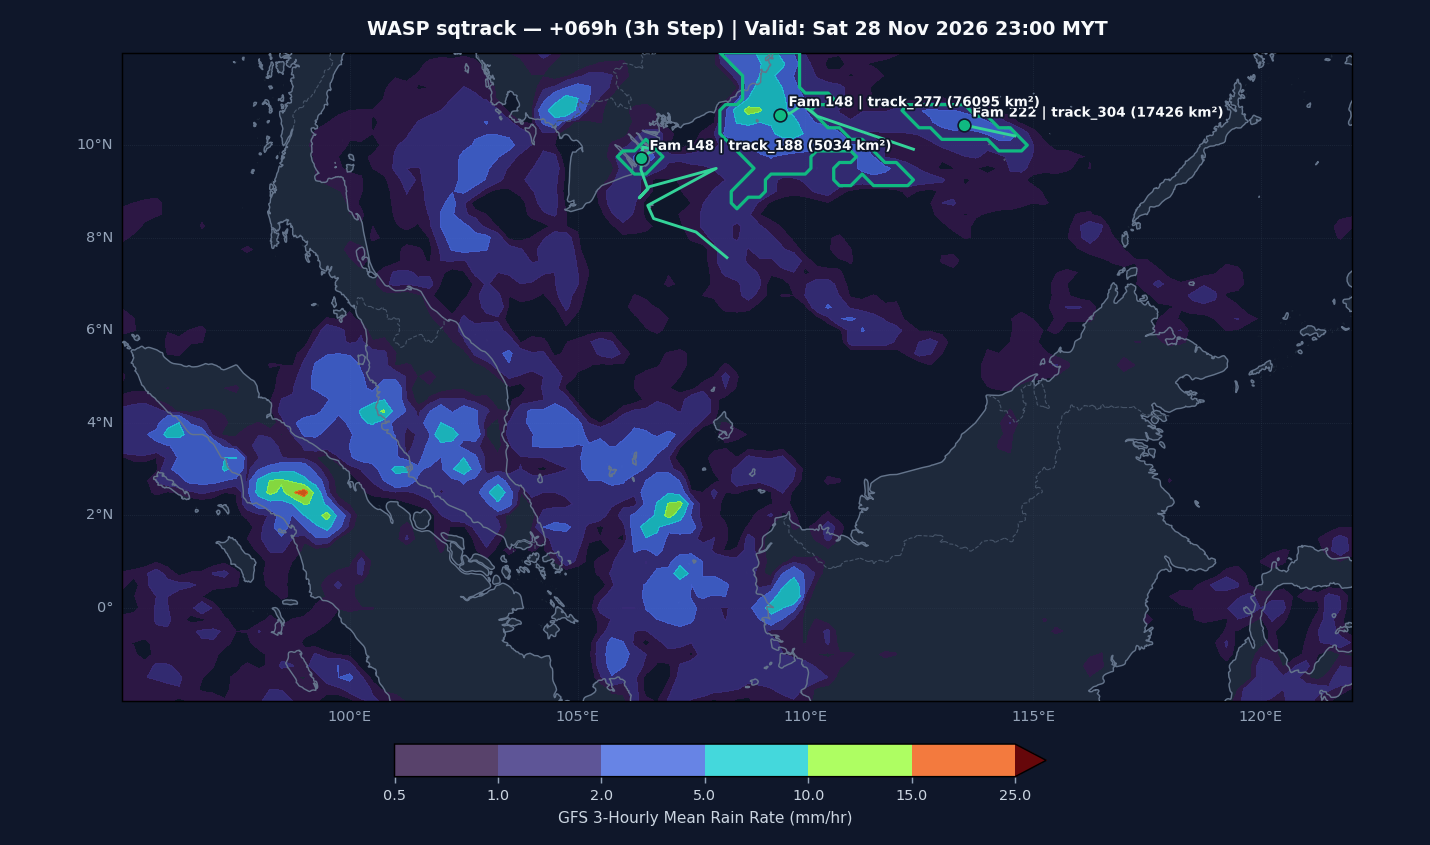 WASP sqtrack — +069h (3h Step) | Valid: Sat 28 Nov 2026 23:00 MYT
Fam 148 | track_277 (76095 km²)
Fam 222 | track_304 (17426 km²)
Fam 148 | track_188 (5034 km²)
10°N
8°N
6°N
4°N
2°N
0°
100°E 105°E 110°E 115°E 120°E
0.5 1.0 2.0 5.0 10.0 15.0 25.0
GFS 3-Hourly Mean Rain Rate (mm/hr)